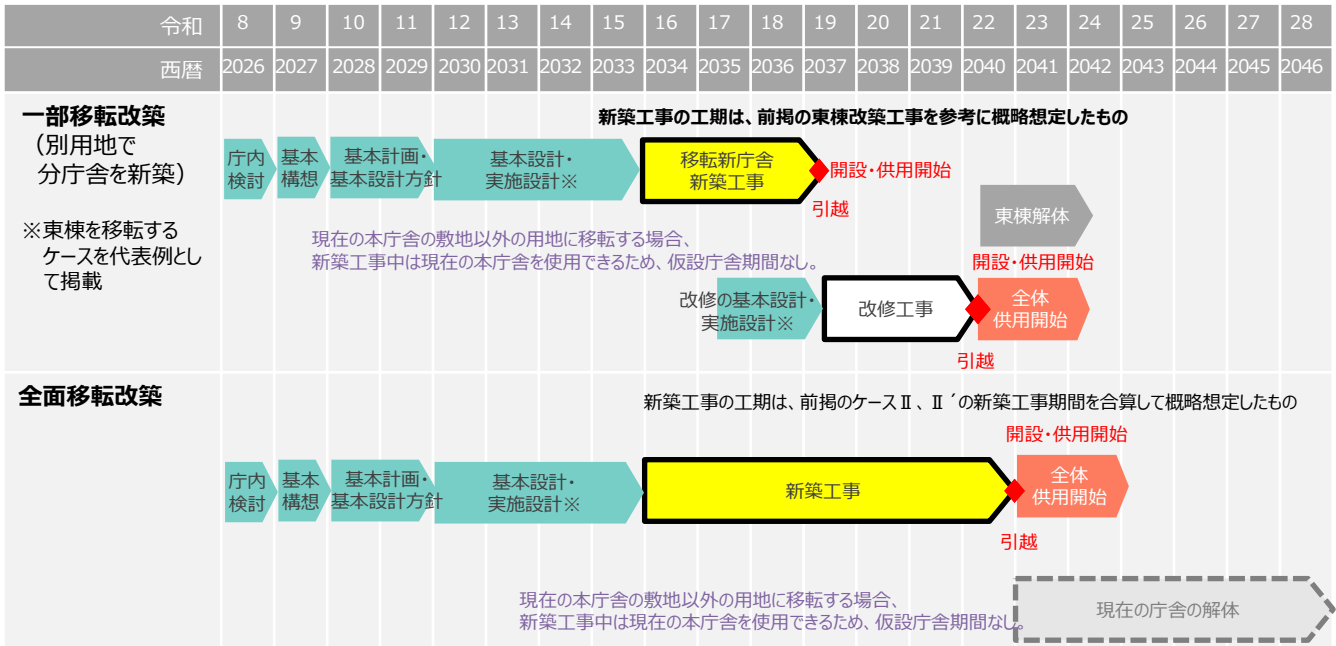 令和 8 9 10 11 12 13 14 15 16 17 18 19 20 21 22 23 24 25 26 27 28
西暦 2026 2027 2028 2029 2030 2031 2032 2033 2034 2035 2036 2037 2038 2039 2040 2041 2042 2043 2044 2045 2046
一部移転改築
(別用地で
分庁舎を新築)
※東棟を移転する
ケースを代表例とし
て掲載
新築工事の工期は、前掲の東棟改築工事を参考に概略想定したもの
庁内
検討
基本
構想
基本計画・
基本設計方針
基本設計・
実施設計※
移転新庁舎
新築工事
開設・供用開始
引越
東棟解体
現在の本庁舎の敷地以外の用地に移転する場合、
新築工事中は現在の本庁舎を使用できるため、仮設庁舎期間なし。
開設・供用開始
改修の基本設計・
実施設計※
改修工事
全体
供用開始
引越
全面移転改築
新築工事の工期は、前掲のケースⅡ、Ⅱ´の新築工事期間を合算して概略想定したもの
開設・供用開始
庁内
検討
基本
構想
基本計画・
基本設計方針
基本設計・
実施設計※
新築工事
全体
供用開始
引越
現在の本庁舎の敷地以外の用地に移転する場合、
新築工事中は現在の本庁舎を使用できるため、仮設庁舎期間なし。
現在の庁舎の解体